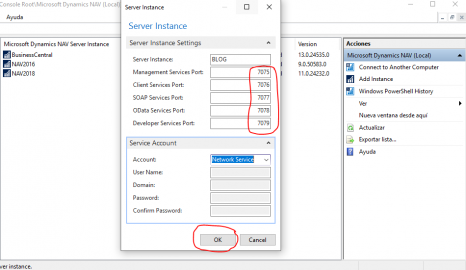 Console Root\Microsoft Dynamics NAV (Local)
Server Instance
Ayuda
Server Instance
Server Instance Settings
Microsoft Dynamics NAV Server Instance
Version
Acciones
BusinessCentral
13.0.24535.0
NAV2016
9.0.50583.0
NAV2018
11.0.24232.0
Microsoft Dynamics NAV (Local)
Connect to Another Computer
Add Instance
Windows PowerShell History
Ver
Nueva ventana desde aquí
Actualizar
Exportar lista...
Ayuda
Server Instance:
BLOG
Management Services Port:
7075
Client Services Port:
7076
SOAP Services Port:
7077
OData Services Port:
7078
Developer Services Port:
7079
Service Account
Account:
Network Service
User Name:
Domain:
Password:
Confirm Password:
OK
Cancel
ver instance.